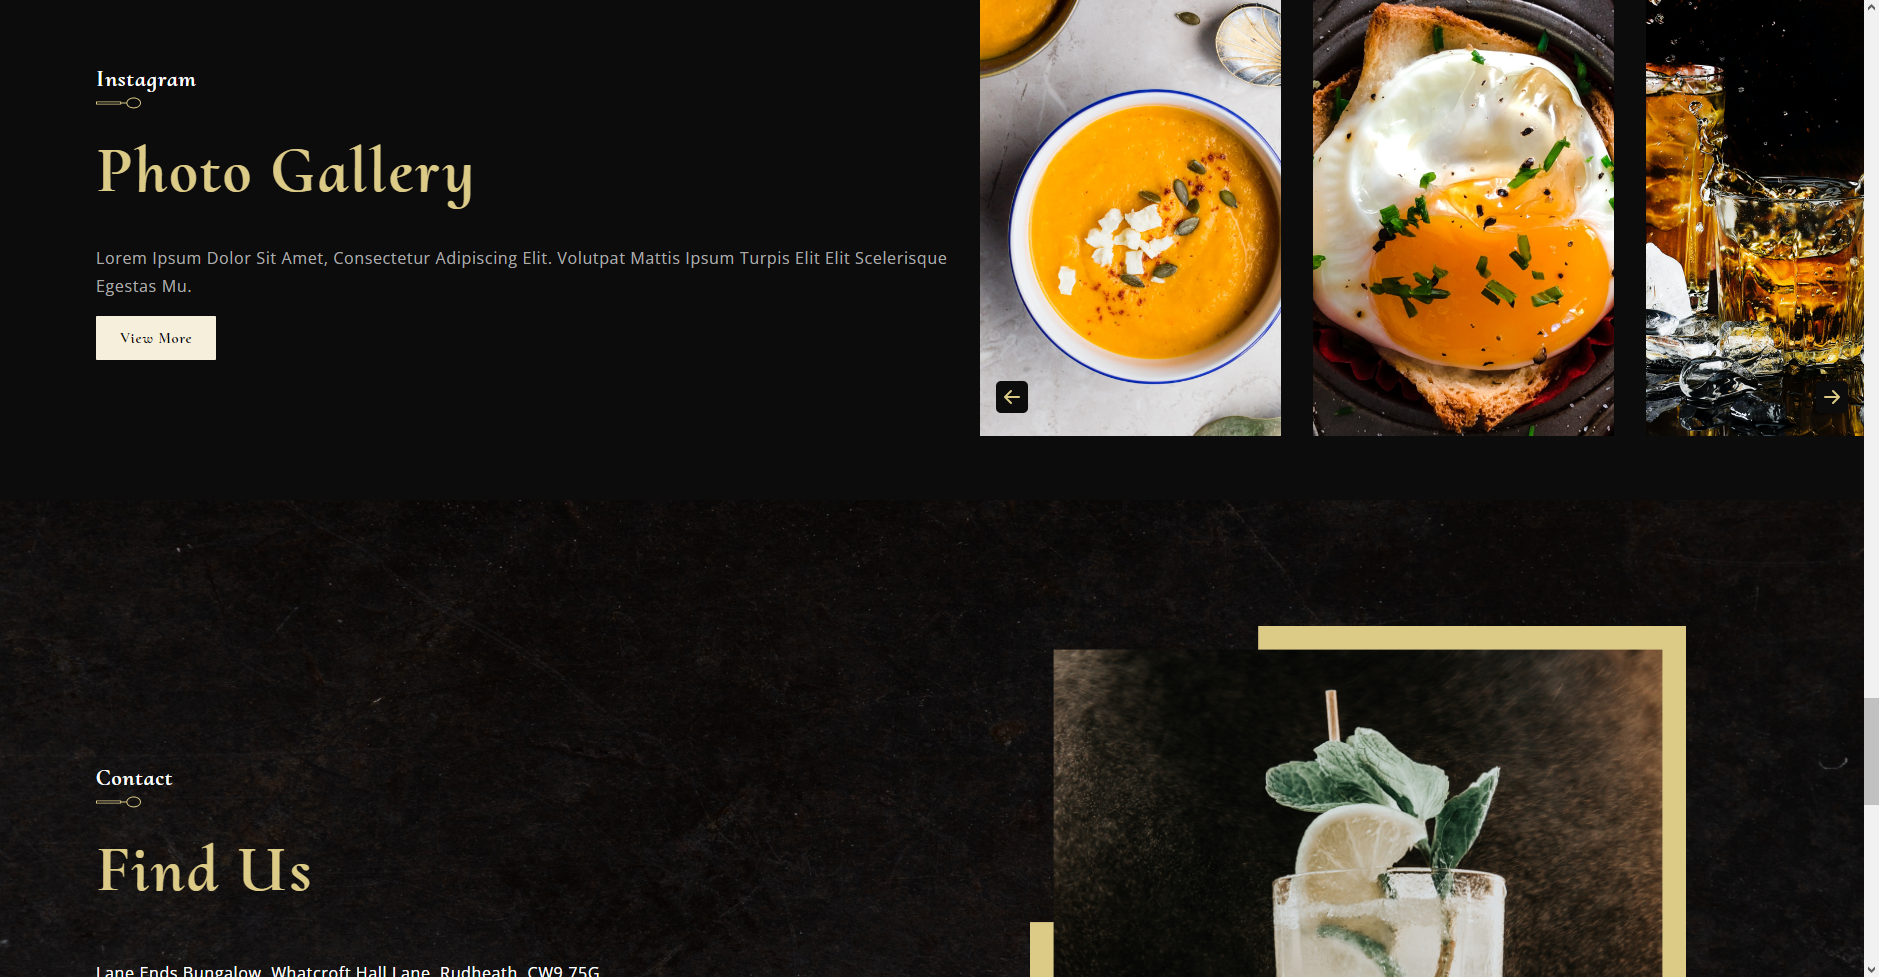 Instagram
Photo Gallery
Lorem Ipsum Dolor Sit Amet, Consectetur Adipiscing Elit. Volutpat Mattis Ipsum Turpis Elit Elit Scelerisque
Egestas Mu.
View More
Contact
Find Us
Lane Ends Bungalow, Whatcroft Hall Lane, Rudheath, CW9 75G